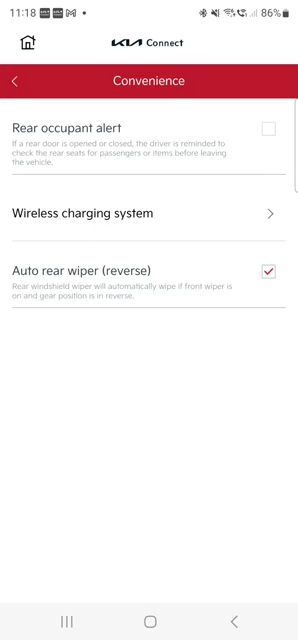 11:18 86%
KIA Connect
Convenience
Rear occupant alert
If a rear door is opened or closed, the driver is reminded to
check the rear seats for passengers or items before leaving
the vehicle.
Wireless charging system
Auto rear wiper (reverse)
Rear windshield wiper will automatically wipe if front wiper is
on and gear position is in reverse.